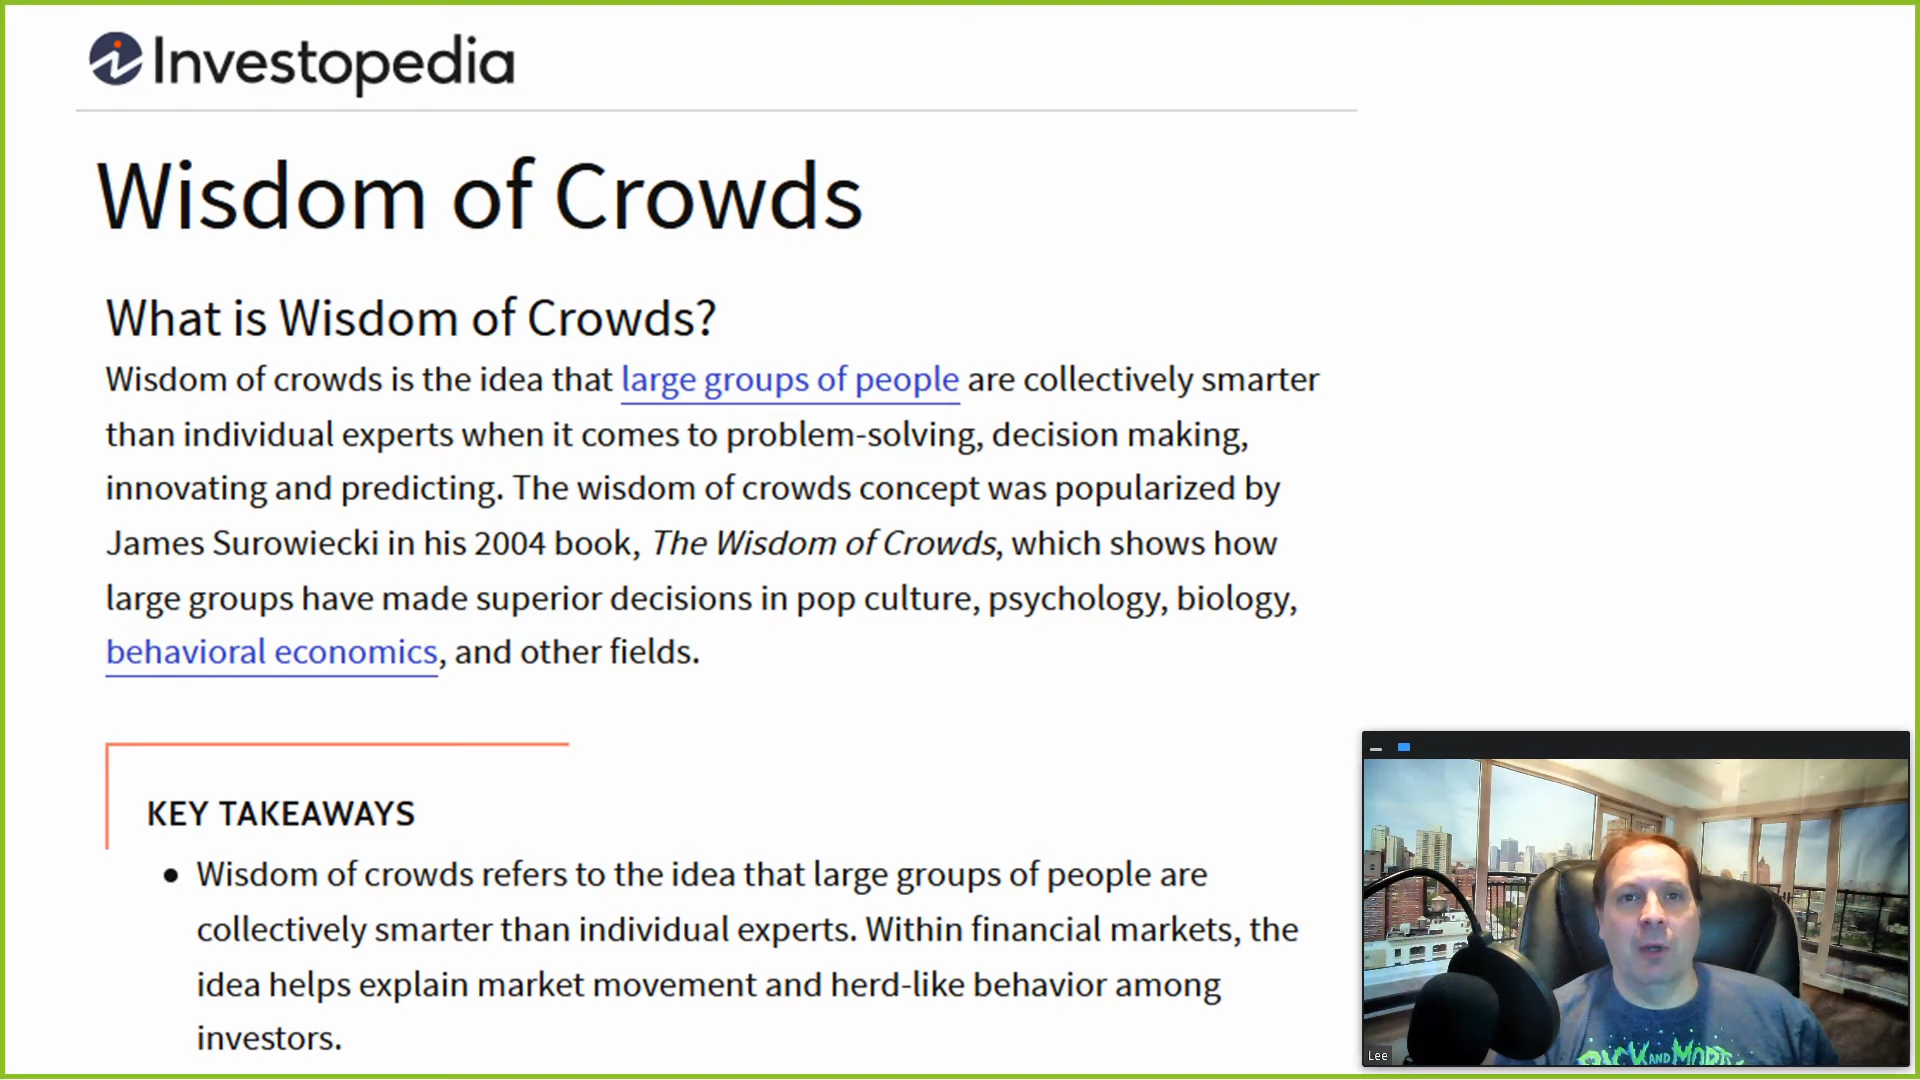 Investopedia
Wisdom of Crowds
What is Wisdom of Crowds?
Wisdom of crowds is the idea that large groups of people are collectively smarter
than individual experts when it comes to problem-solving, decision making,
innovating and predicting. The wisdom of crowds concept was popularized by
James Surowiecki in his 2004 book, The Wisdom of Crowds, which shows how
large groups have made superior decisions in pop culture, psychology, biology,
behavioral economics, and other fields.
KEY TAKEAWAYS
• Wisdom of crowds refers to the idea that large groups of people are
collectively smarter than individual experts. Within financial markets, the
idea helps explain market movement and herd-like behavior among
investors.
Lee
RICK AND MORTY